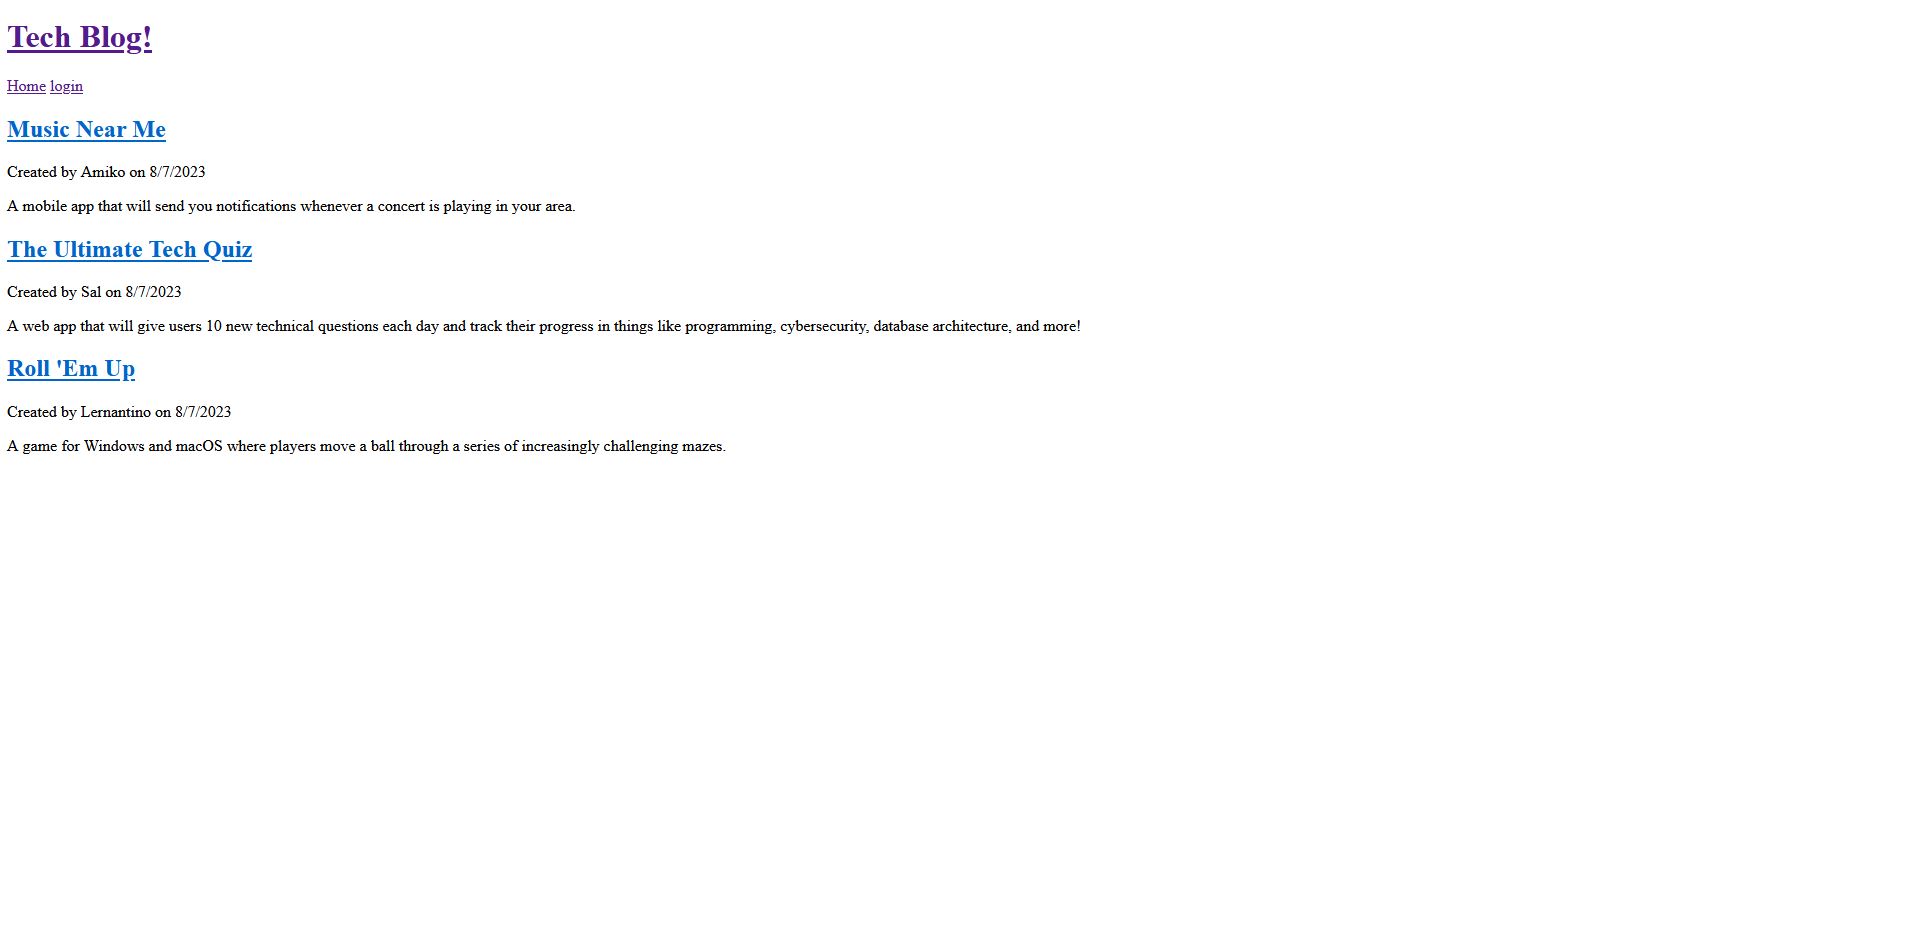 Tech Blog!
Home login
Music Near Me
Created by Amiko on 8/7/2023
A mobile app that will send you notifications whenever a concert is playing in your area.
The Ultimate Tech Quiz
Created by Sal on 8/7/2023
A web app that will give users 10 new technical questions each day and track their progress in things like programming, cybersecurity, database architecture, and more!
Roll 'Em Up
Created by Lernantino on 8/7/2023
A game for Windows and macOS where players move a ball through a series of increasingly challenging mazes.